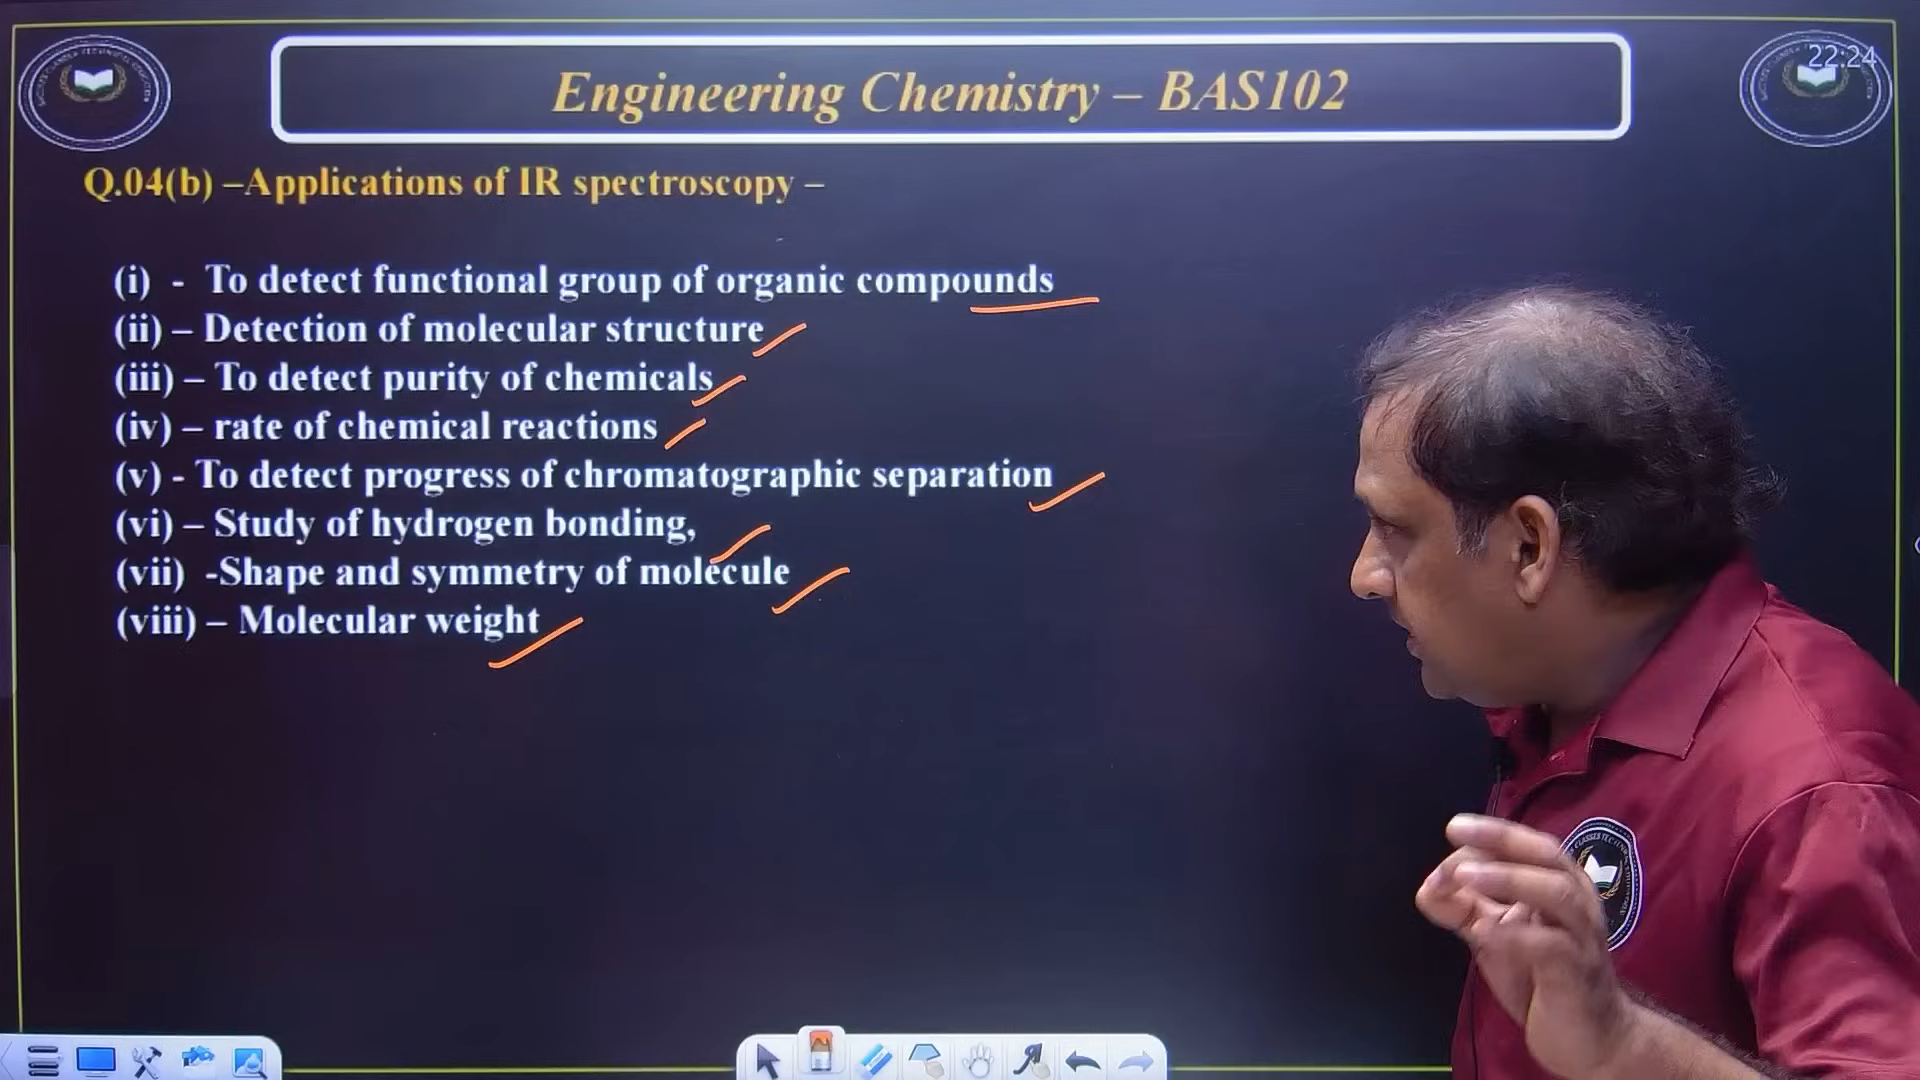 22:24
Engineering Chemistry – BAS102
Q.04(b) –Applications of IR spectroscopy –
(i) - To detect functional group of organic compounds
(ii) – Detection of molecular structure
(iii) – To detect purity of chemicals
(iv) – rate of chemical reactions
(v) - To detect progress of chromatographic separation
(vi) – Study of hydrogen bonding,
(vii) -Shape and symmetry of molecule
(viii) – Molecular weight